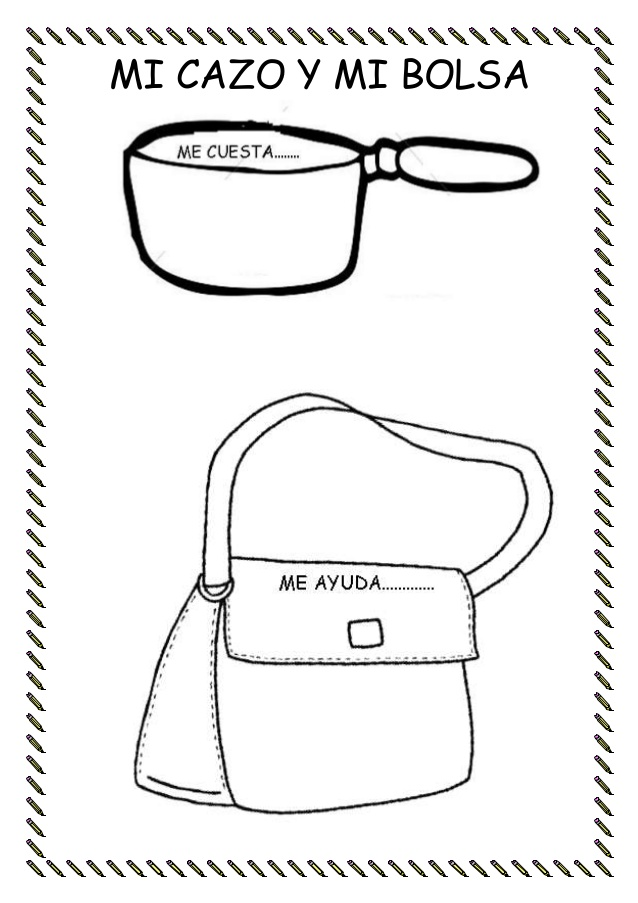 MI CAZO Y MI BOLSA
ME CUESTA........
ME AYUDA.............